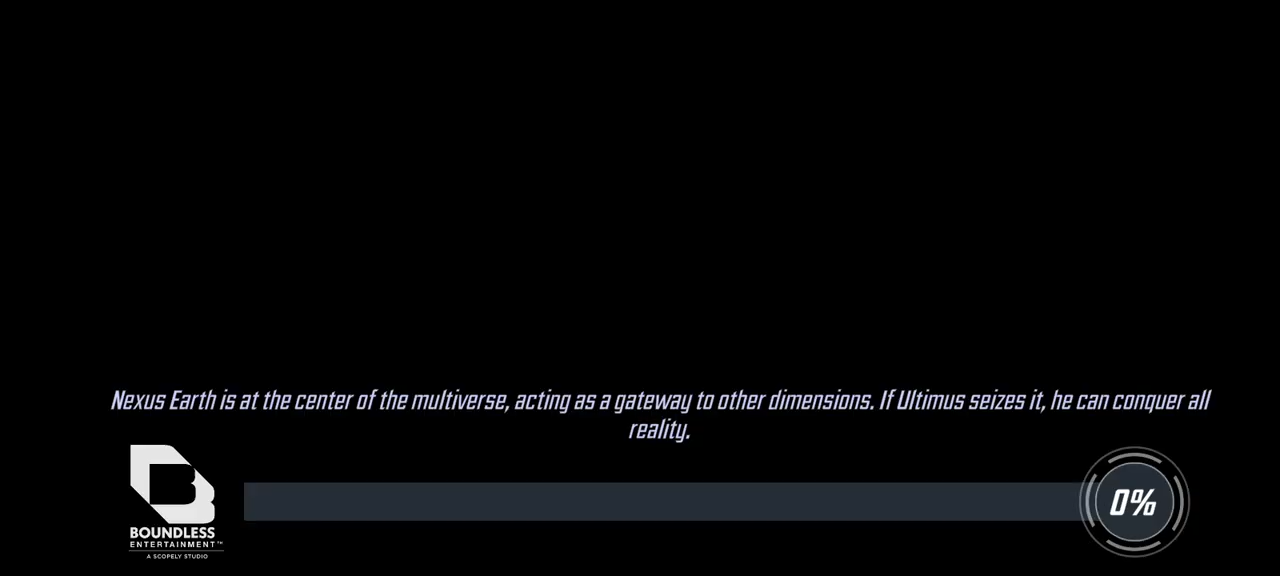 Nexus Earth is at the center of the multiverse, acting as a gateway to other dimensions. If Ultimus seizes it, he can conquer all
reality.
0%
BOUNDLESS
ENTERTAINMENT™
A SCOPELY STUDIO